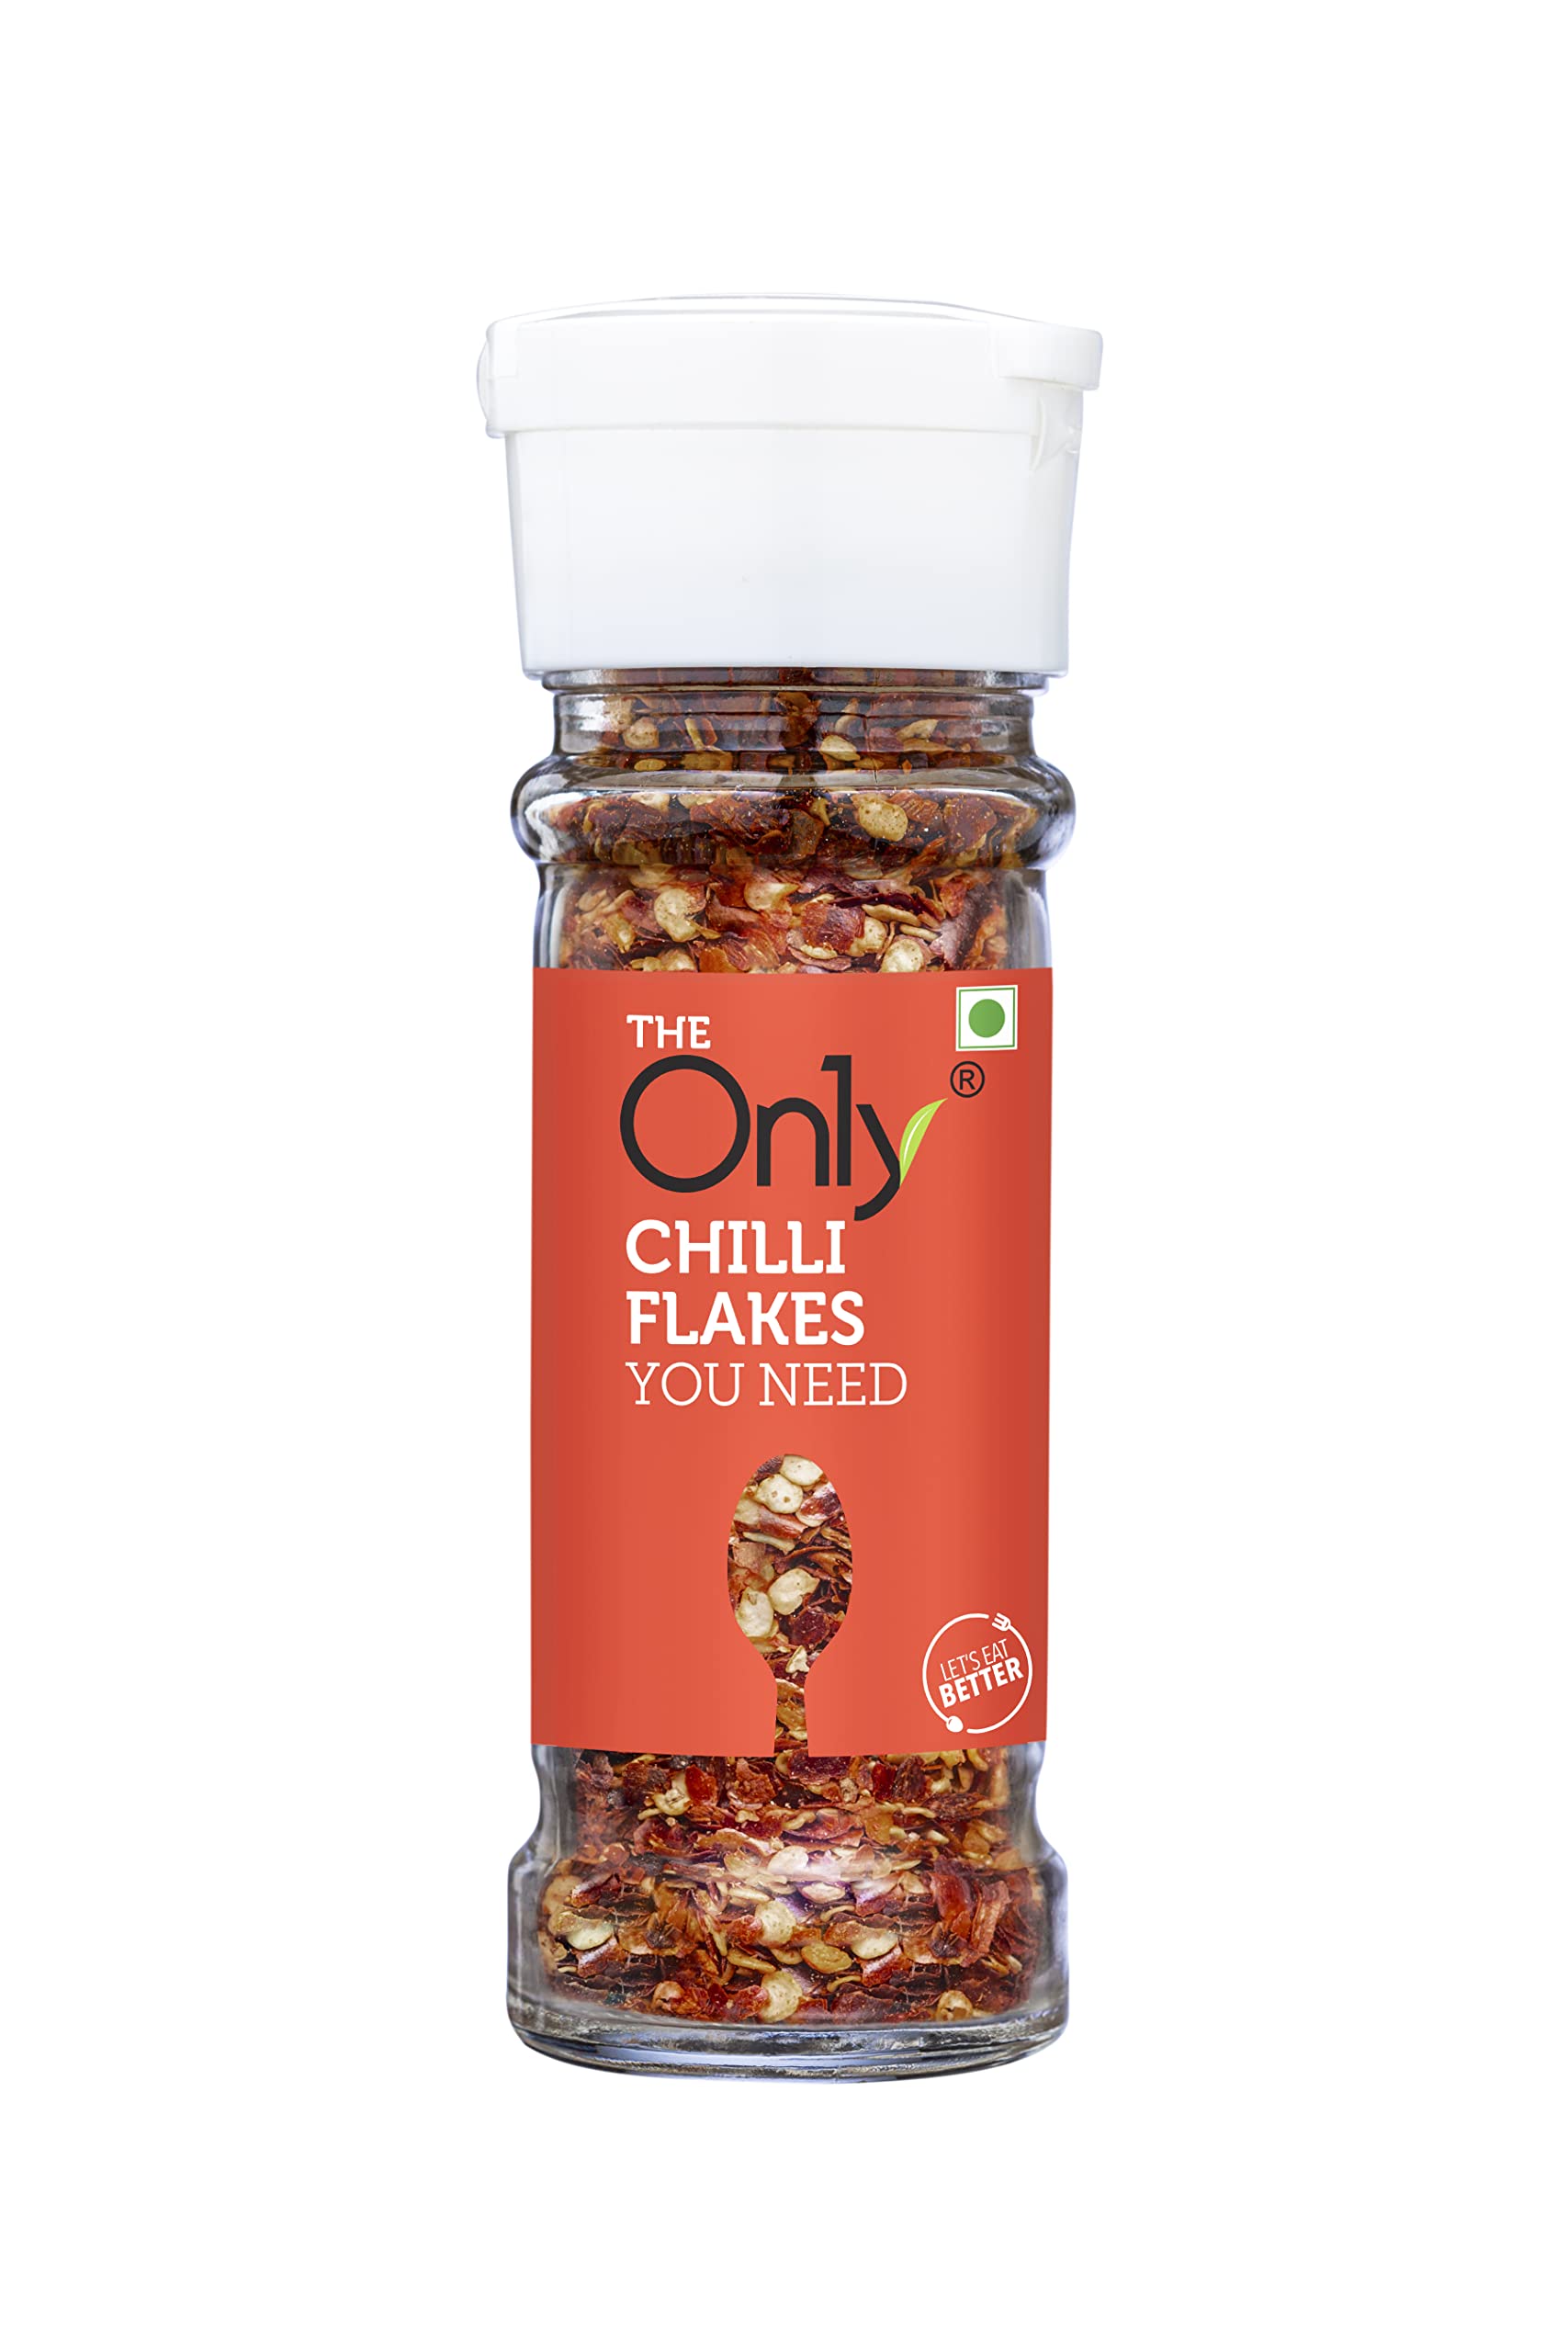 THE
Only®
CHILLI
FLAKES
YOU NEED
LET'S EAT
BETTER